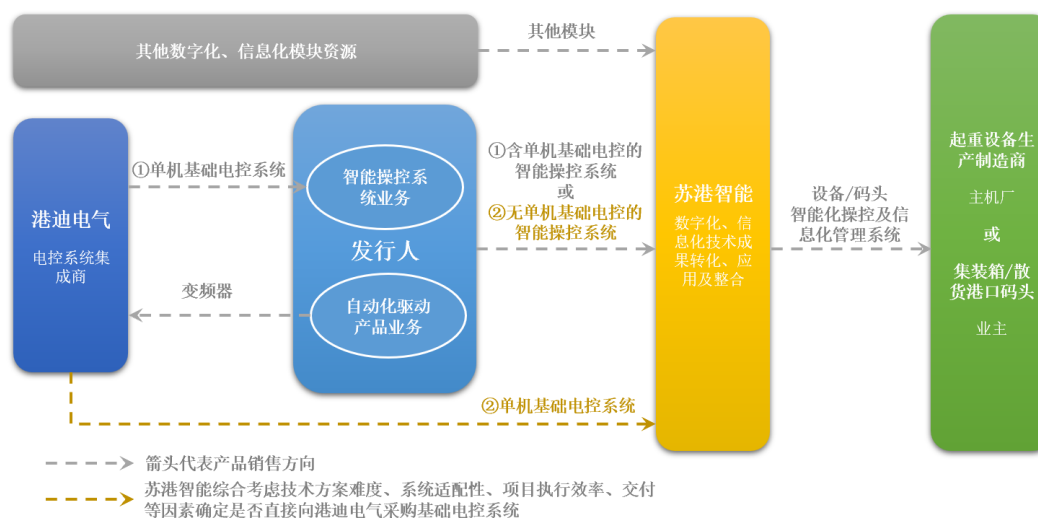 其他数字化、信息化模块资源
其他模块
港迪电气
电控系统集
成商
①单机基础电控系统
变频器
智能操控系
统业务
发行人
自动化驱动
产品业务
①含单机基础电控的
智能操控系统
或
②无单机基础电控的
智能操控系统
②单机基础电控系统
苏港智能
数字化、信
息化技术成
果转化、应
用及整合
设备/码头
智能化操控及信
息化管理系统
起重设备生
产制造商
主机厂
或
集装箱/散
货港口码头
业主
箭头代表产品销售方向
苏港智能综合考虑技术方案难度、系统适配性、项目执行效率、交付
等因素确定是否直接向港迪电气采购基础电控系统